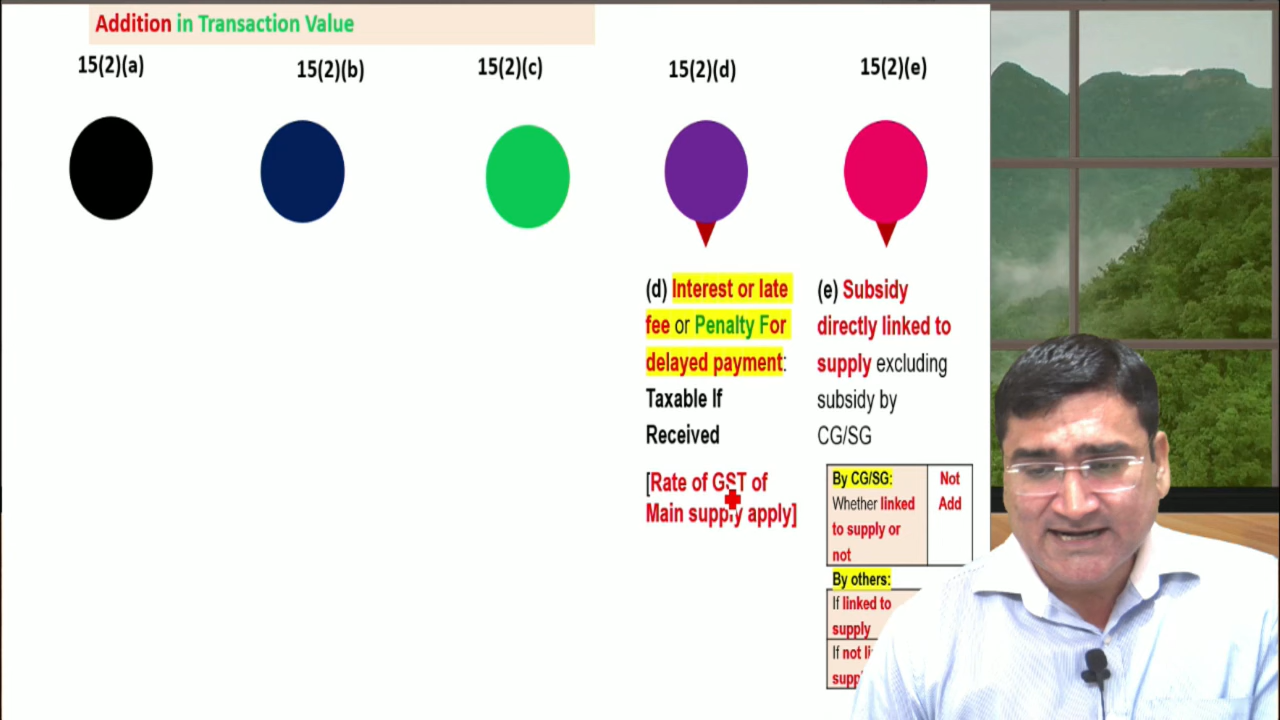 Addition in Transaction Value
15(2)(a)
15(2)(b)
15(2)(c)
15(2)(d)
15(2)(e)
(d) Interest or late
fee or Penalty For
delayed payment:
Taxable If
Received
[Rate of GST of
Main supply apply]
(e) Subsidy
directly linked to
supply excluding
subsidy by
CG/SG
By CG/SG:
Whether linked
to supply or
not
Not
Add
By others:
If linked to
supply
If not